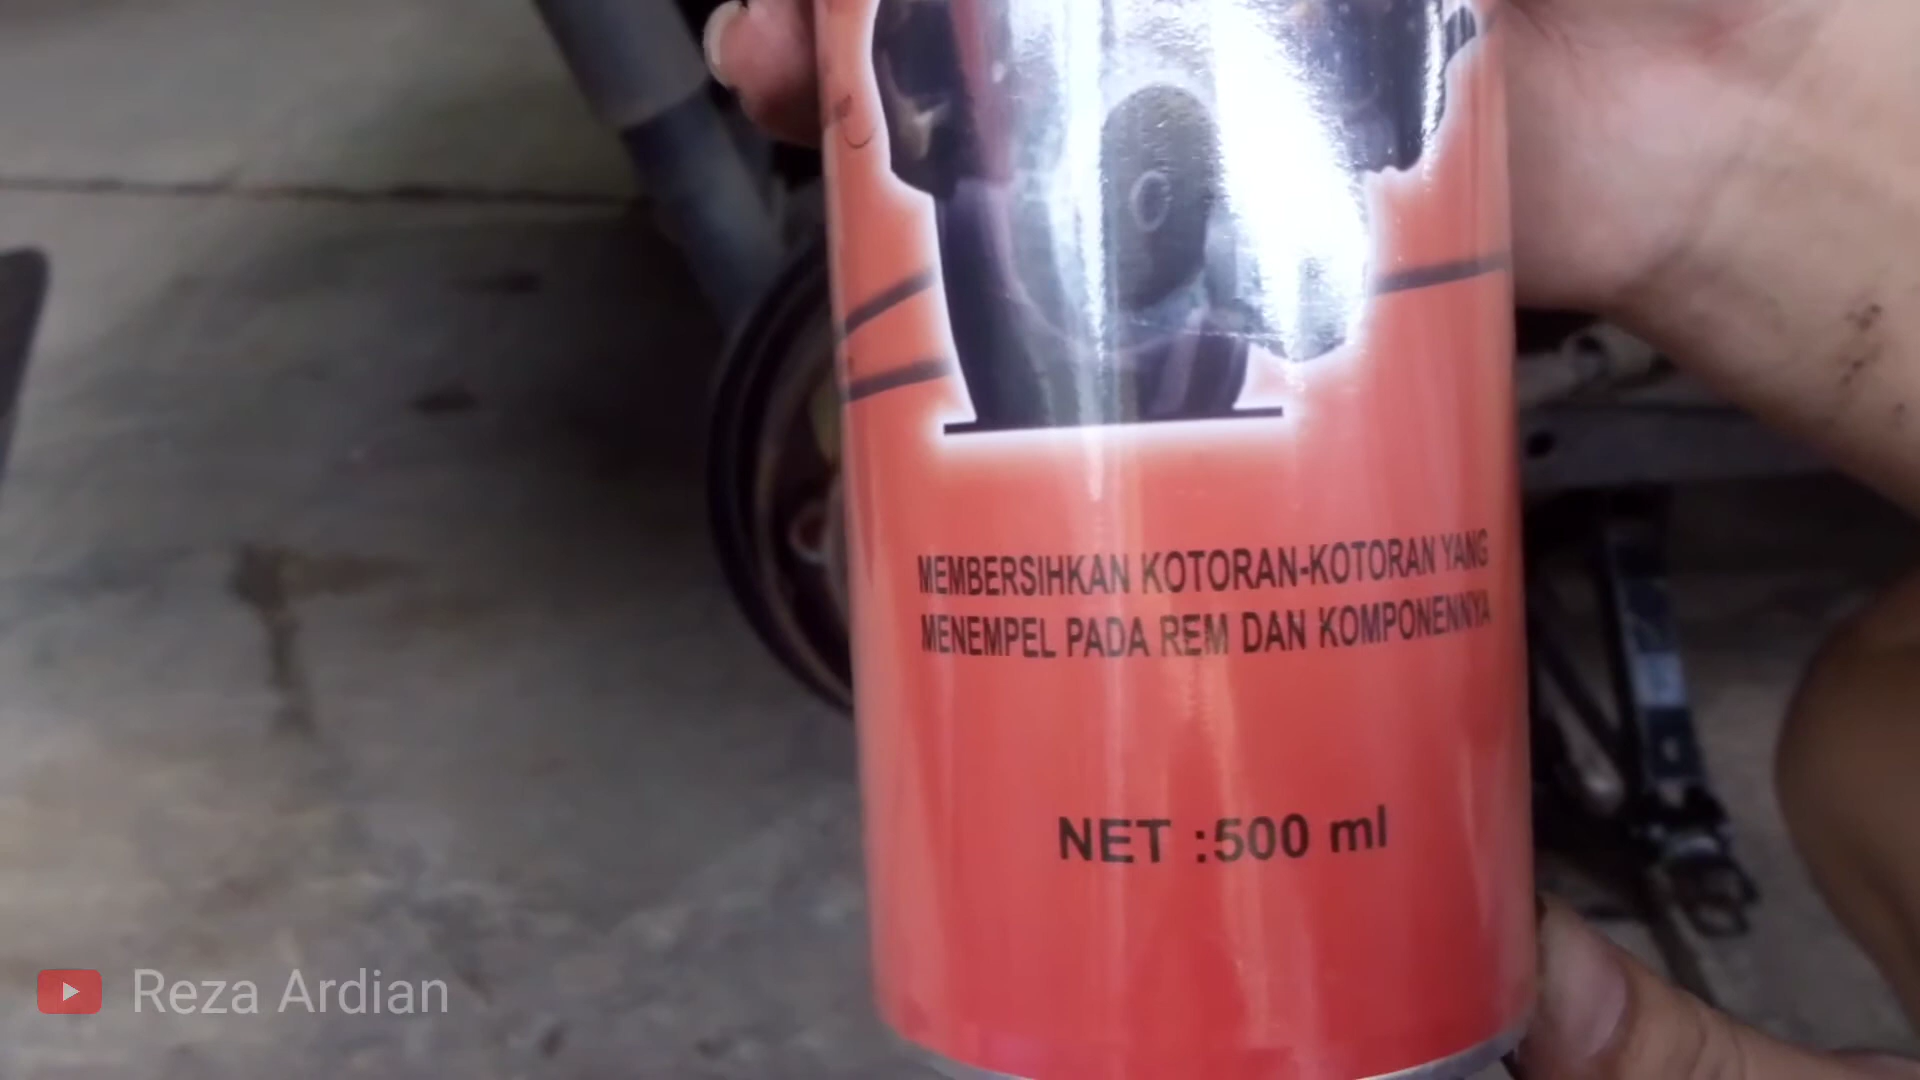 MEMBERSIHKAN KOTORAN-KOTORAN YANG
MENEMPEL PADA REM DAN KOMPONENNYA
NET :500 ml
Reza Ardian